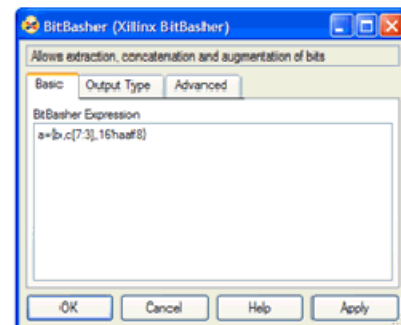 BitBasher (Xilinx BitBasher)
Allows extraction, concatenation and augmentation of bits
Basic Output Type Advanced
BitBasher Expression
a={b,c[7:3],16'haaf8}
OK Cancel Help Apply